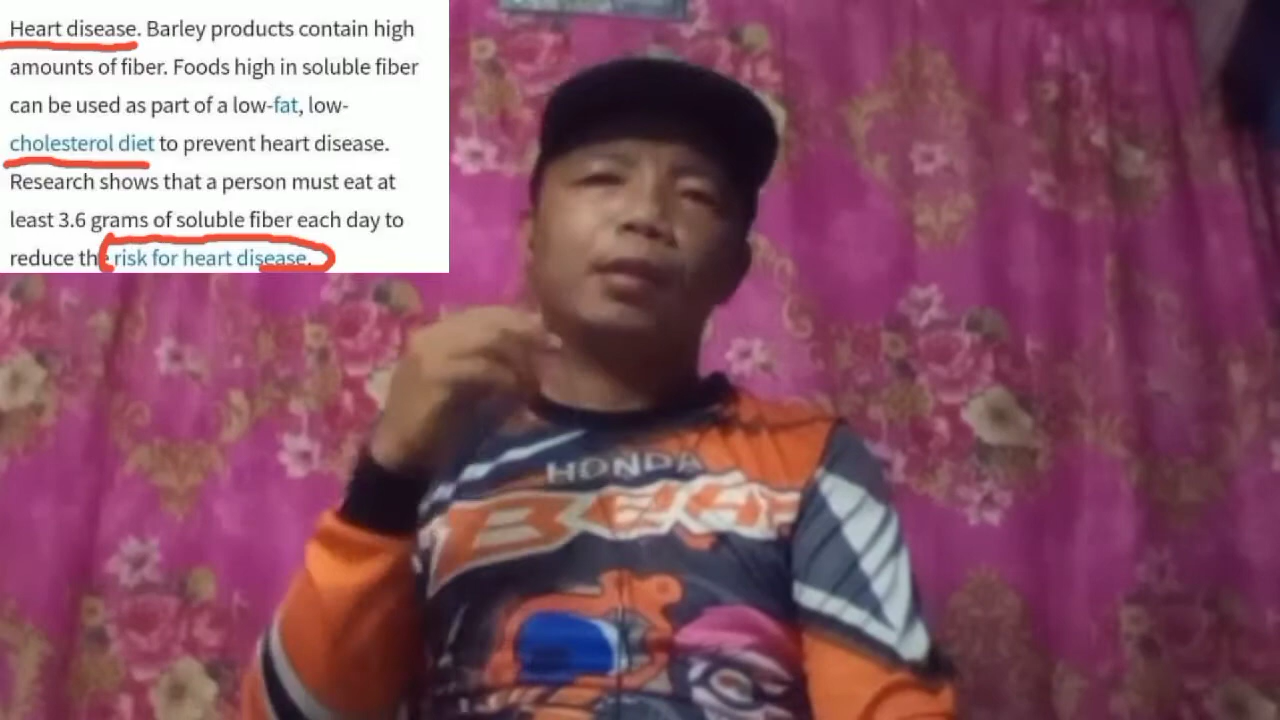 Heart disease. Barley products contain high
amounts of fiber. Foods high in soluble fiber
can be used as part of a low-fat, low-
cholesterol diet to prevent heart disease.
Research shows that a person must eat at
least 3.6 grams of soluble fiber each day to
reduce the risk for heart disease.
HONDA